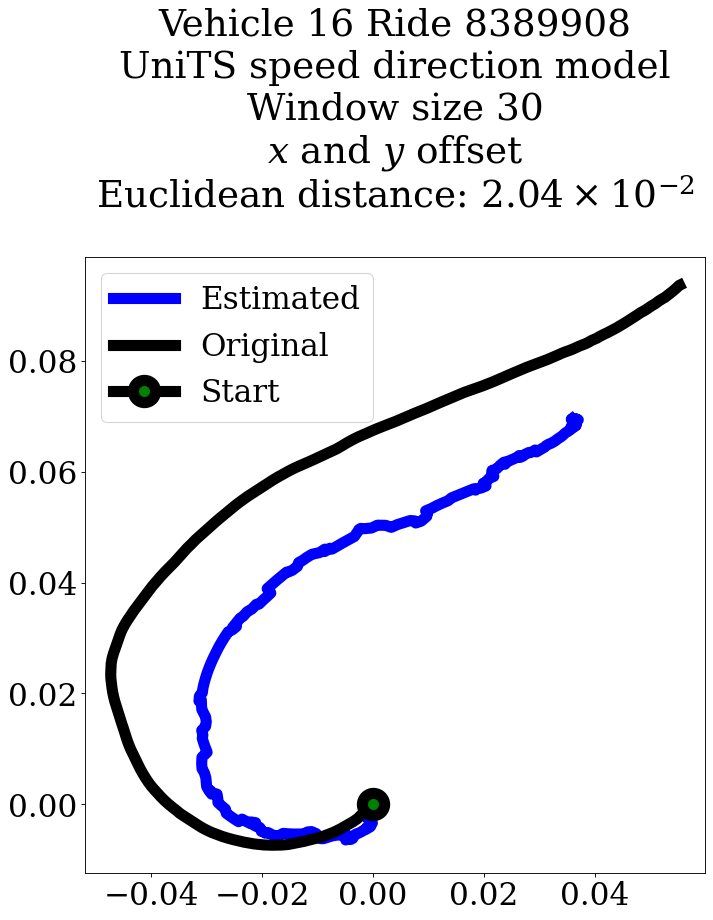 Vehicle 16 Ride 8389908
UniTS speed direction model
Window size 30
x and y offset
Euclidean distance: 2.04 × 10⁻²
Estimated
Original
Start
0.08
0.06
0.04
0.02
0.00
−0.04 −0.02 0.00 0.02 0.04